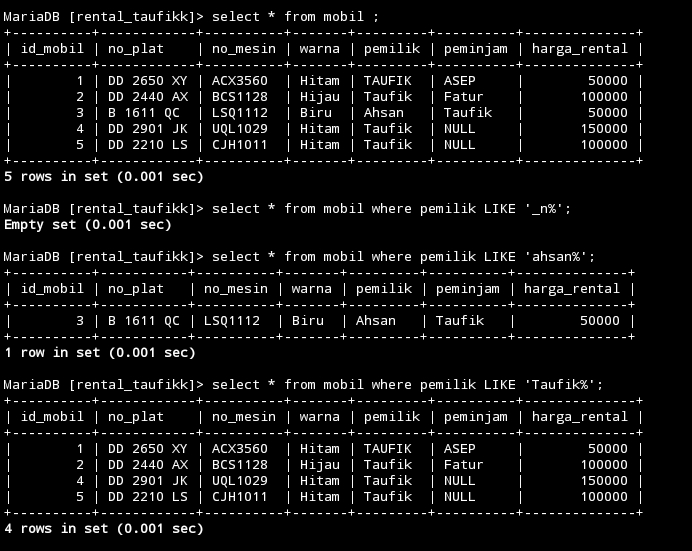 MariaDB [rental_taufikk]> select * from mobil ;
+----------+------------+----------+-------+---------+----------+--------------+
| id_mobil | no_plat    | no_mesin | warna | pemilik | peminjam | harga_rental |
+----------+------------+----------+-------+---------+----------+--------------+
|        1 | DD 2650 XY | ACX3560  | Hitam | TAUFIK  | ASEP     |        50000 |
|        2 | DD 2440 AX | BCS1128  | Hijau | Taufik  | Fatur    |       100000 |
|        3 | B 1611 QC  | LSQ1112  | Biru  | Ahsan   | Taufik   |        50000 |
|        4 | DD 2901 JK | UQL1029  | Hitam | Taufik  | NULL     |       150000 |
|        5 | DD 2210 LS | CJH1011  | Hitam | Taufik  | NULL     |       100000 |
+----------+------------+----------+-------+---------+----------+--------------+
5 rows in set (0.001 sec)
MariaDB [rental_taufikk]> select * from mobil where pemilik LIKE '_n%';
Empty set (0.001 sec)
MariaDB [rental_taufikk]> select * from mobil where pemilik LIKE 'ahsan%';
+----------+-----------+----------+-------+---------+----------+--------------+
| id_mobil | no_plat   | no_mesin | warna | pemilik | peminjam | harga_rental |
+----------+-----------+----------+-------+---------+----------+--------------+
|        3 | B 1611 QC | LSQ1112  | Biru  | Ahsan   | Taufik   |        50000 |
+----------+-----------+----------+-------+---------+----------+--------------+
1 row in set (0.001 sec)
MariaDB [rental_taufikk]> select * from mobil where pemilik LIKE 'Taufik%';
+----------+------------+----------+-------+---------+----------+--------------+
| id_mobil | no_plat    | no_mesin | warna | pemilik | peminjam | harga_rental |
+----------+------------+----------+-------+---------+----------+--------------+
|        1 | DD 2650 XY | ACX3560  | Hitam | TAUFIK  | ASEP     |        50000 |
|        2 | DD 2440 AX | BCS1128  | Hijau | Taufik  | Fatur    |       100000 |
|        4 | DD 2901 JK | UQL1029  | Hitam | Taufik  | NULL     |       150000 |
|        5 | DD 2210 LS | CJH1011  | Hitam | Taufik  | NULL     |       100000 |
+----------+------------+----------+-------+---------+----------+--------------+
4 rows in set (0.001 sec)